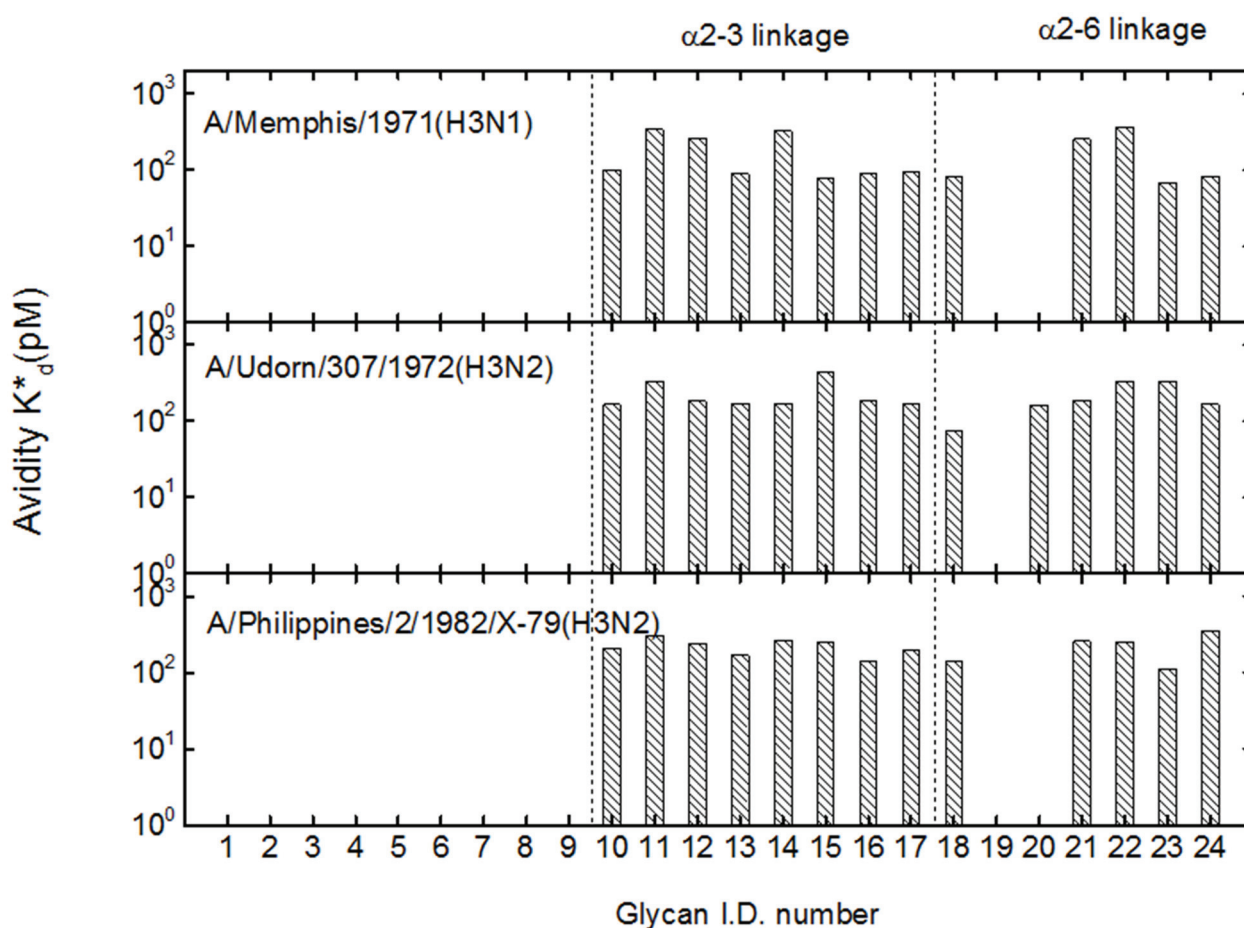 α2-3 linkage α2-6 linkage
10³
A/Memphis/1971(H3N1)
10²
10¹
10⁰
10³
A/Udorn/307/1972(H3N2)
10²
10¹
10⁰
10³
A/Philippines/2/1982/X-79(H3N2)
10²
10¹
10⁰
Avidity K*d(pM)
1 2 3 4 5 6 7 8 9 10 11 12 13 14 15 16 17 18 19 20 21 22 23 24
Glycan I.D. number